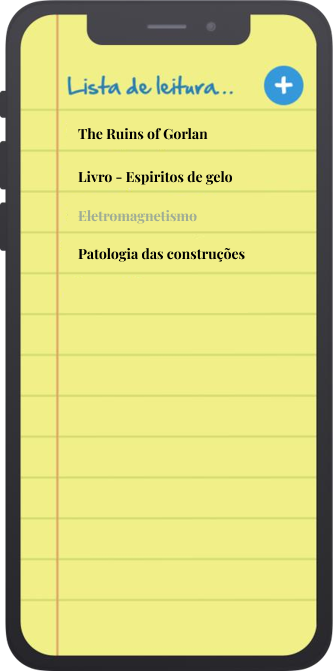 Lista de leitura...
The Ruins of Gorlan
Livro - Espiritos de gelo
Eletromagnetismo
Patologia das construções